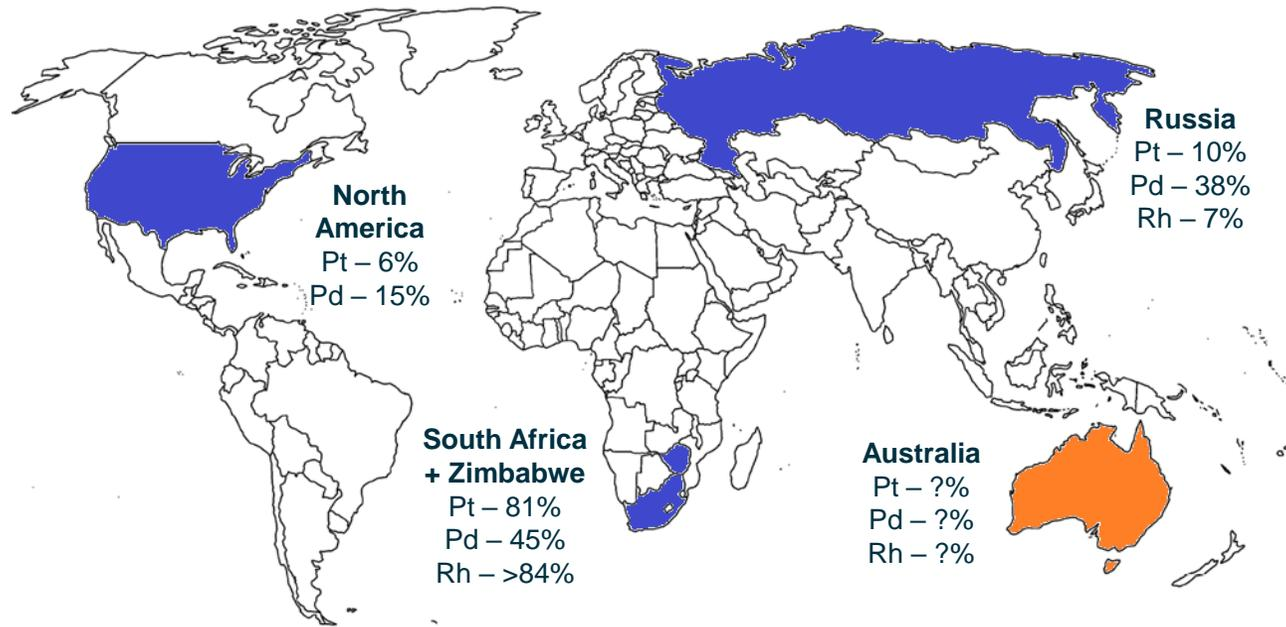 North
America
Pt – 6%
Pd – 15%
South Africa
+ Zimbabwe
Pt – 81%
Pd – 45%
Rh – >84%
Russia
Pt – 10%
Pd – 38%
Rh – 7%
Australia
Pt – ?%
Pd – ?%
Rh – ?%